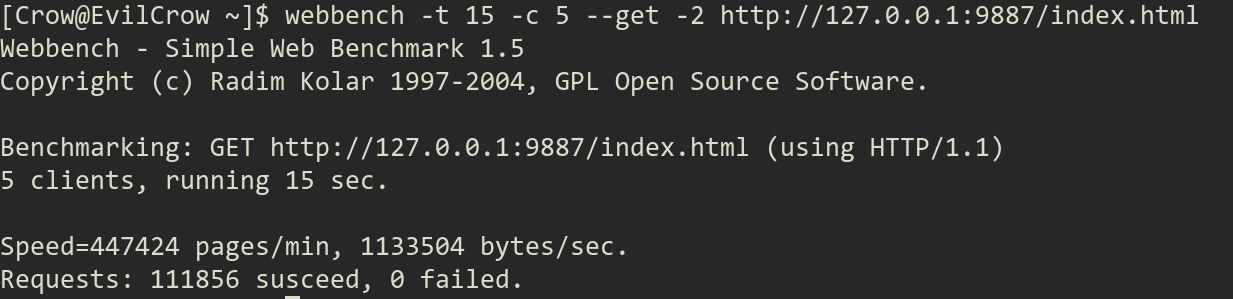 [Crow@EvilCrow ~]$ webbench -t 15 -c 5 --get -2 http://127.0.0.1:9887/index.html
Webbench - Simple Web Benchmark 1.5
Copyright (c) Radim Kolar 1997-2004, GPL Open Source Software.
Benchmarking: GET http://127.0.0.1:9887/index.html (using HTTP/1.1)
5 clients, running 15 sec.
Speed=447424 pages/min, 1133504 bytes/sec.
Requests: 111856 susceed, 0 failed.